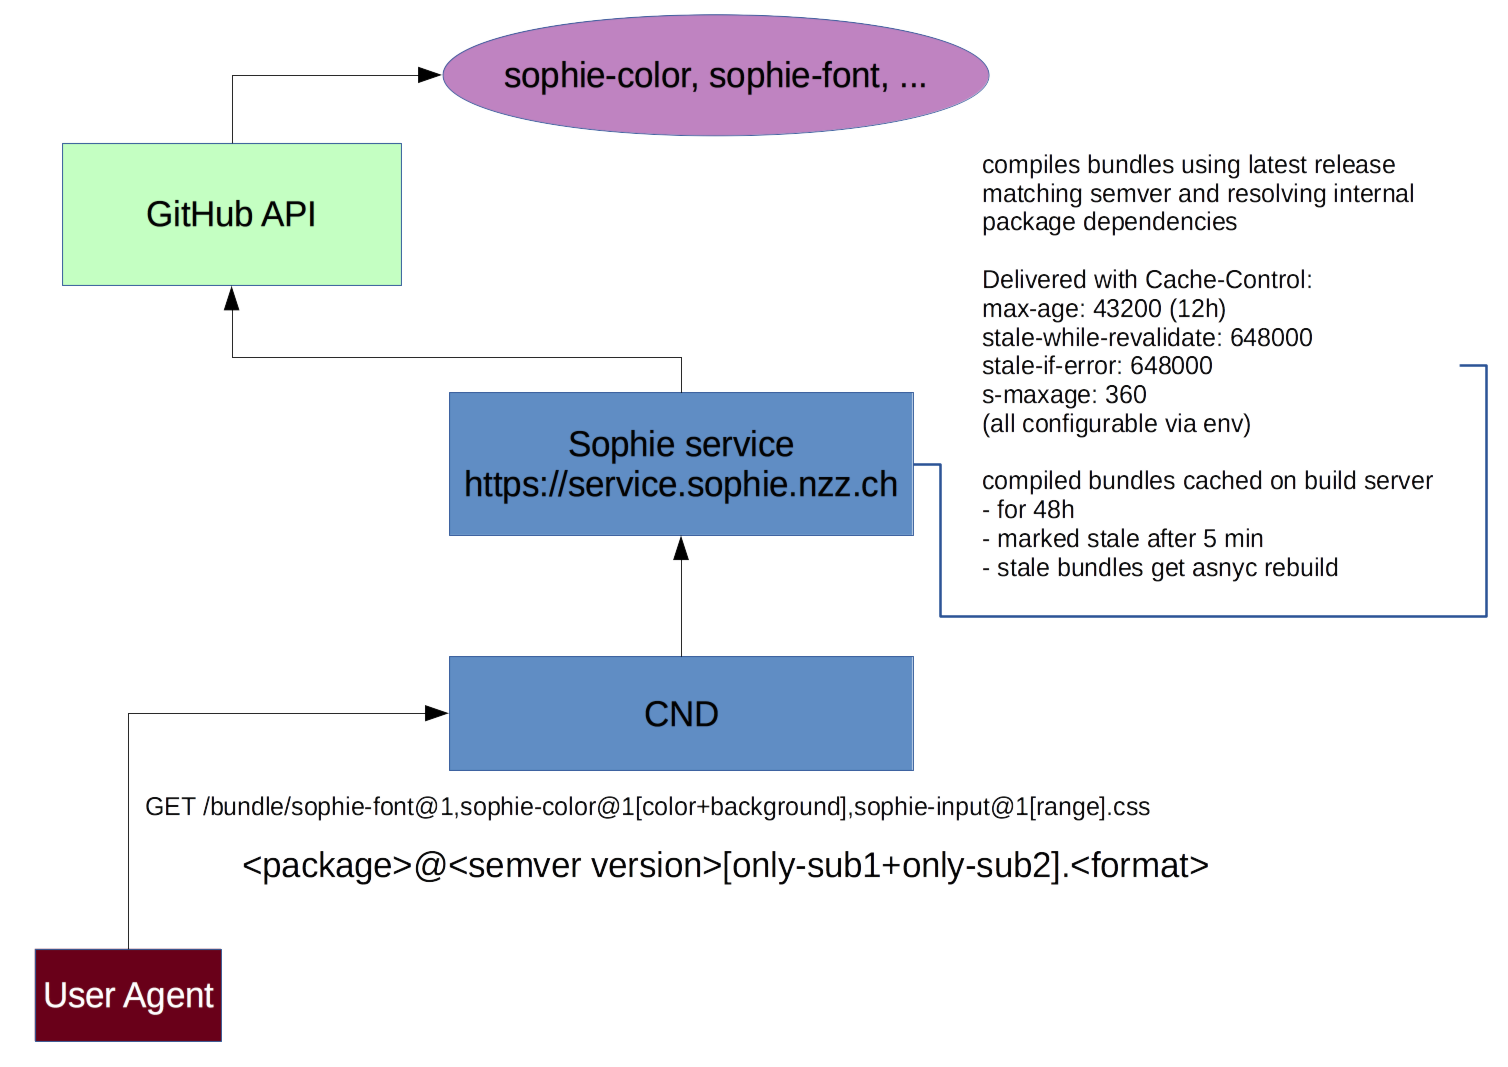 sophie-color, sophie-font, ...
GitHub API
compiles bundles using latest release
matching semver and resolving internal
package dependencies
Delivered with Cache-Control:
max-age: 43200 (12h)
stale-while-revalidate: 648000
stale-if-error: 648000
s-maxage: 360
(all configurable via env)
compiled bundles cached on build server
- for 48h
- marked stale after 5 min
- stale bundles get asnyc rebuild
Sophie service
https://service.sophie.nzz.ch
CND
GET /bundle/sophie-font@1,sophie-color@1[color+background],sophie-input@1[range].css
<package>@<semver version>[only-sub1+only-sub2].<format>
User Agent